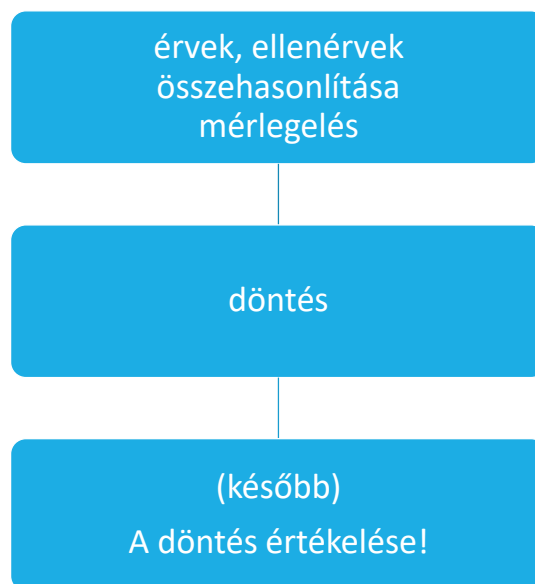 érvek, ellenérvek
összehasonlítása
mérlegelés
döntés
(később)
A döntés értékelése!